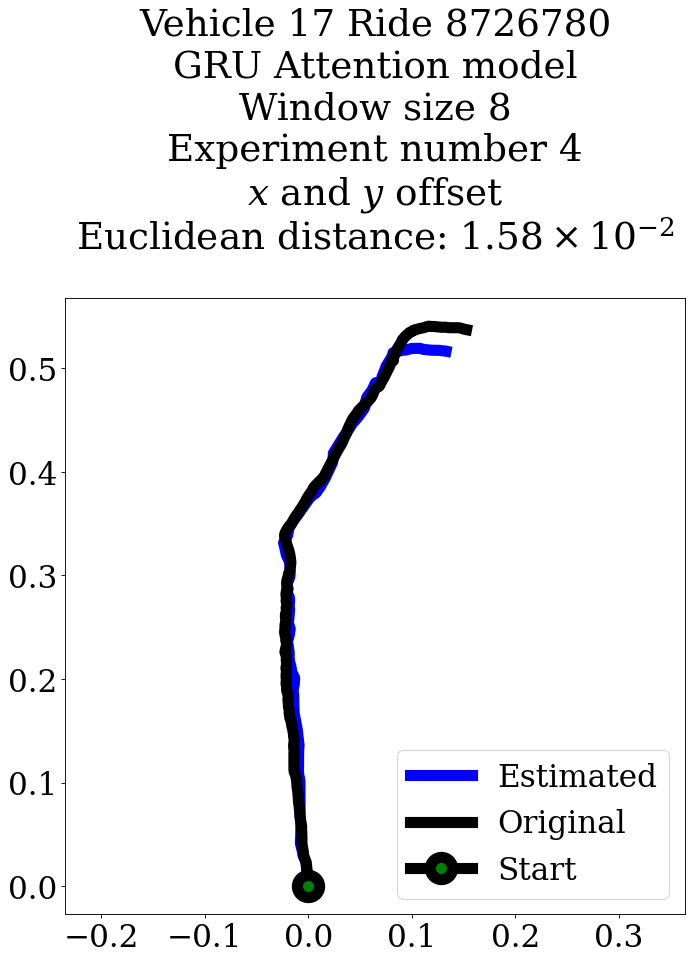 Vehicle 17 Ride 8726780
GRU Attention model
Window size 8
Experiment number 4
x and y offset
Euclidean distance: 1.58 × 10⁻²
0.5
0.4
0.3
0.2
0.1
0.0
Estimated
Original
Start
−0.2 −0.1 0.0 0.1 0.2 0.3